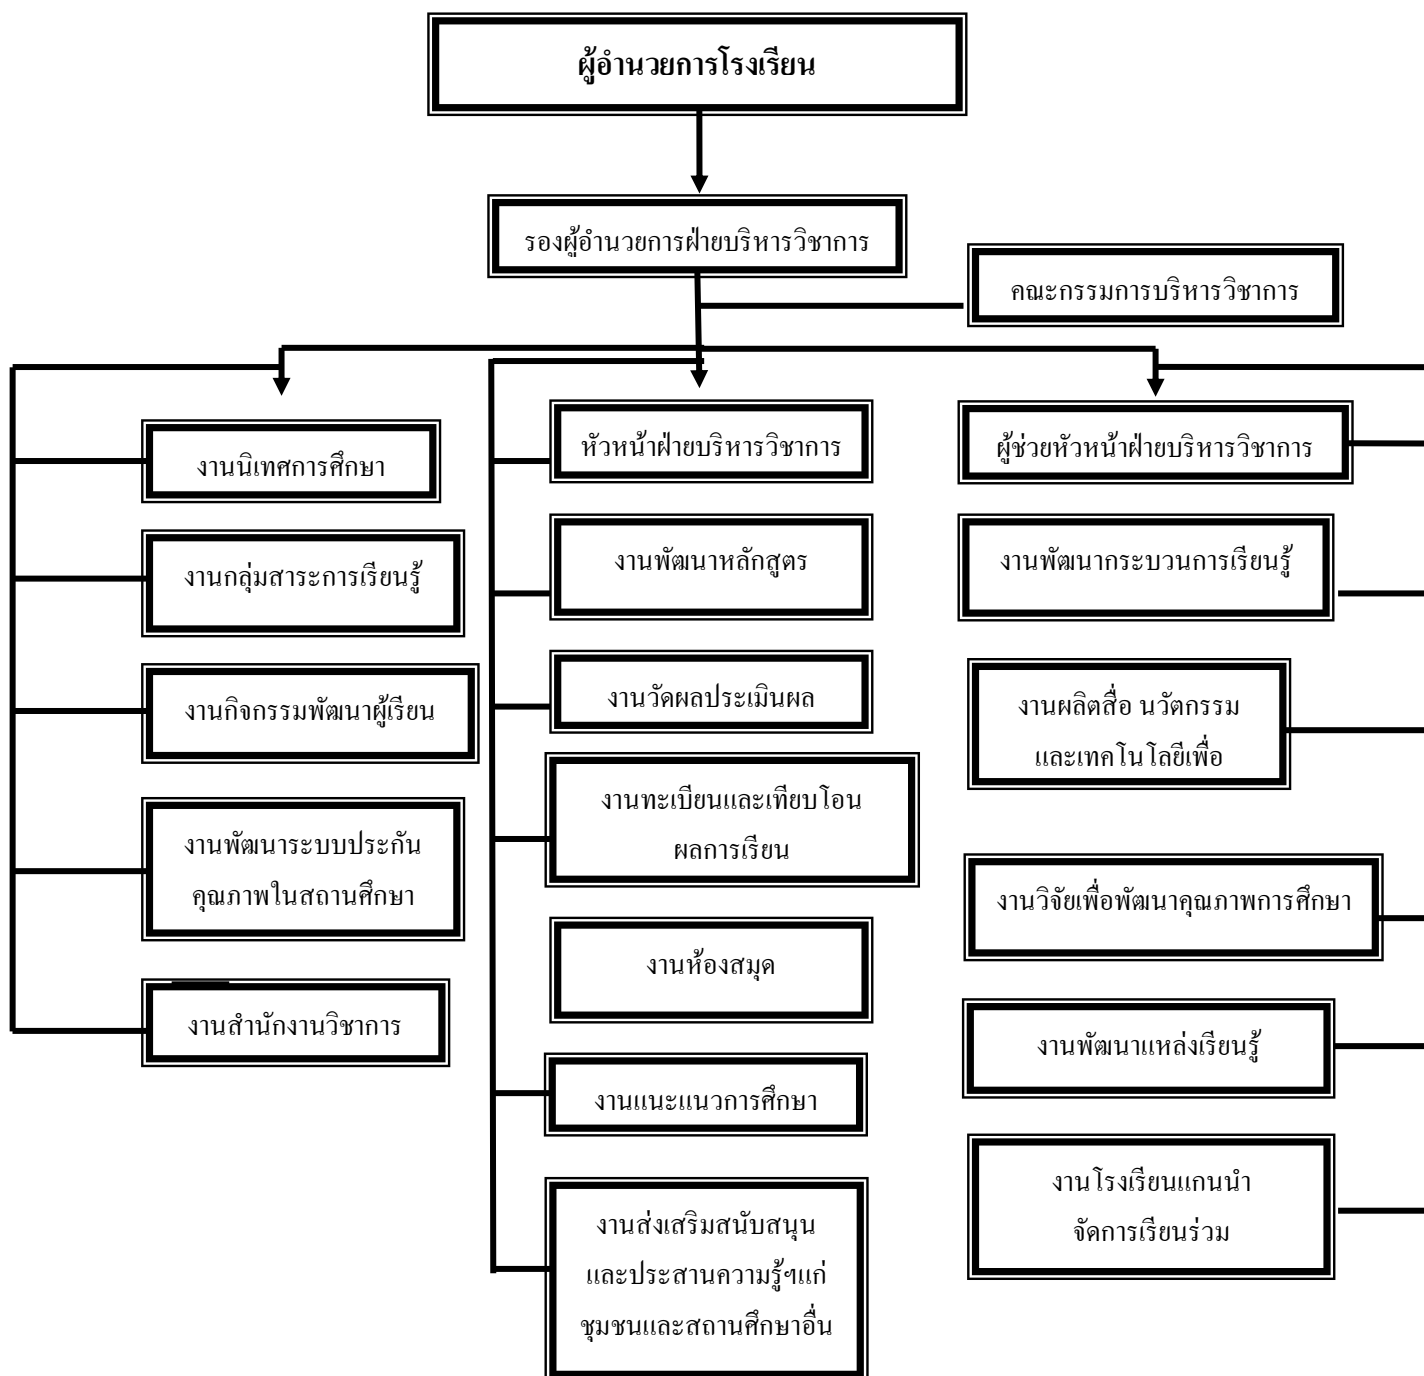 ผู้อำนวยการโรงเรียน
รองผู้อำนวยการฝ่ายบริหารวิชาการ
คณะกรรมการบริหารวิชาการ
งานนิเทศการศึกษา
งานกลุ่มสาระการเรียนรู้
งานกิจกรรมพัฒนาผู้เรียน
งานพัฒนาระบบประกัน
คุณภาพในสถานศึกษา
งานสำนักงานวิชาการ
หัวหน้าฝ่ายบริหารวิชาการ
งานพัฒนาหลักสูตร
งานวัดผลประเมินผล
งานทะเบียนและเทียบโอน
ผลการเรียน
งานห้องสมุด
งานแนะแนวการศึกษา
งานส่งเสริมสนับสนุน
และประสานความรู้ฯแก่
ชุมชนและสถานศึกษาอื่น
ผู้ช่วยหัวหน้าฝ่ายบริหารวิชาการ
งานพัฒนากระบวนการเรียนรู้
งานผลิตสื่อ นวัตกรรม
และเทคโนโลยีเพื่อ
งานวิจัยเพื่อพัฒนาคุณภาพการศึกษา
งานพัฒนาแหล่งเรียนรู้
งานโรงเรียนแกนนำ
จัดการเรียนร่วม